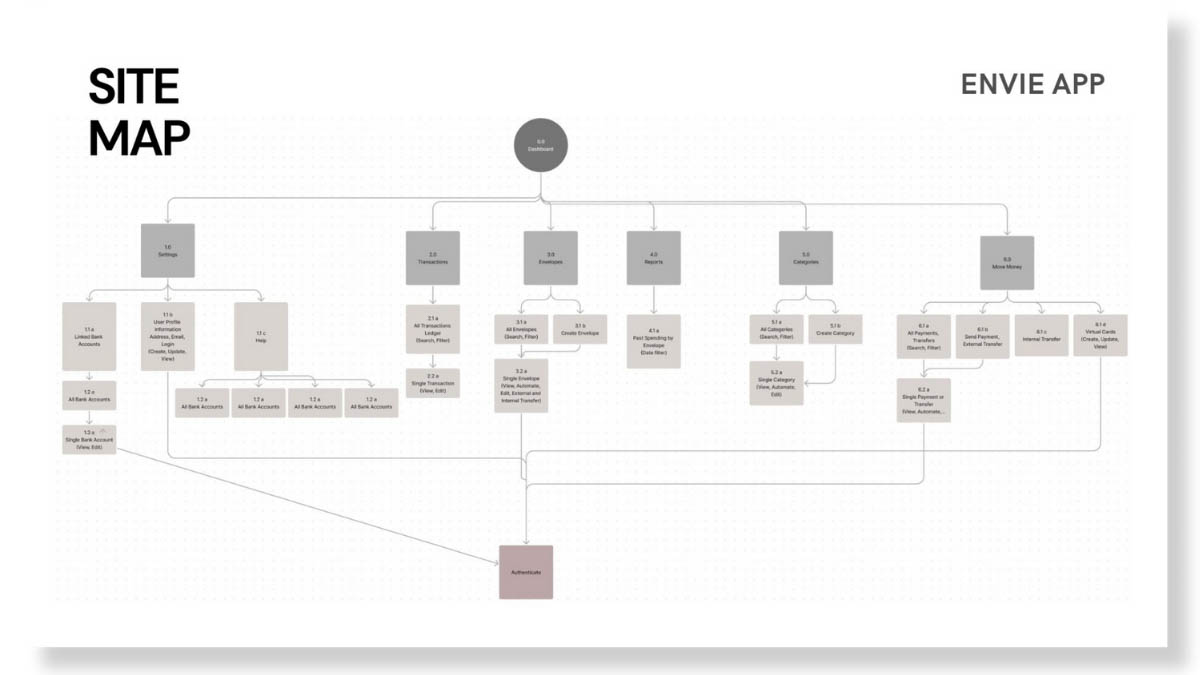 SITE
MAP
ENVIE APP
0.0
Dashboard
1.0
Settings
2.0
Transactions
3.0
Envelopes
4.0
Reports
5.0
Categories
Move Money
1.1 a
Linked Bank
Accounts
1.1 b
User Profile
information
Address, Email,
Login
(Create, Update,
View)
1.1 c
Help
2.1 a
All Transactions
Ledger
(Search, Filter)
3.1 a
All Envelopes
(Search, Filter)
3.1 b
Create Envelope
4.1 a
Past Spending by
Envelope
(Date filter)
5.1 a
All Categories
(Search, Filter)
5.1 b
Create Category
6.1 a
All Payments,
Transfers
(Search, Filter)
6.1 b
Send Payment,
External Transfer
6.1 c
Internal Transfer
6.1 d
Virtual Cards
(Create, Update,
View)
1.2 a
All Bank Accounts
1.2 a
All Bank Accounts
1.2 a
All Bank Accounts
1.2 a
All Bank Accounts
1.2 a
All Bank Accounts
2.2 a
Single Transaction
(View, Edit)
3.2 a
Single Envelope
(View, Automate,
Edit, External and
Internal Transfer)
5.2 a
Single Category
(View, Automate,
Edit)
6.2 a
Single Payment or
Transfer
(View, Automate,...
1.3 a
Single Bank Account
(View, Edit)
Authenticate